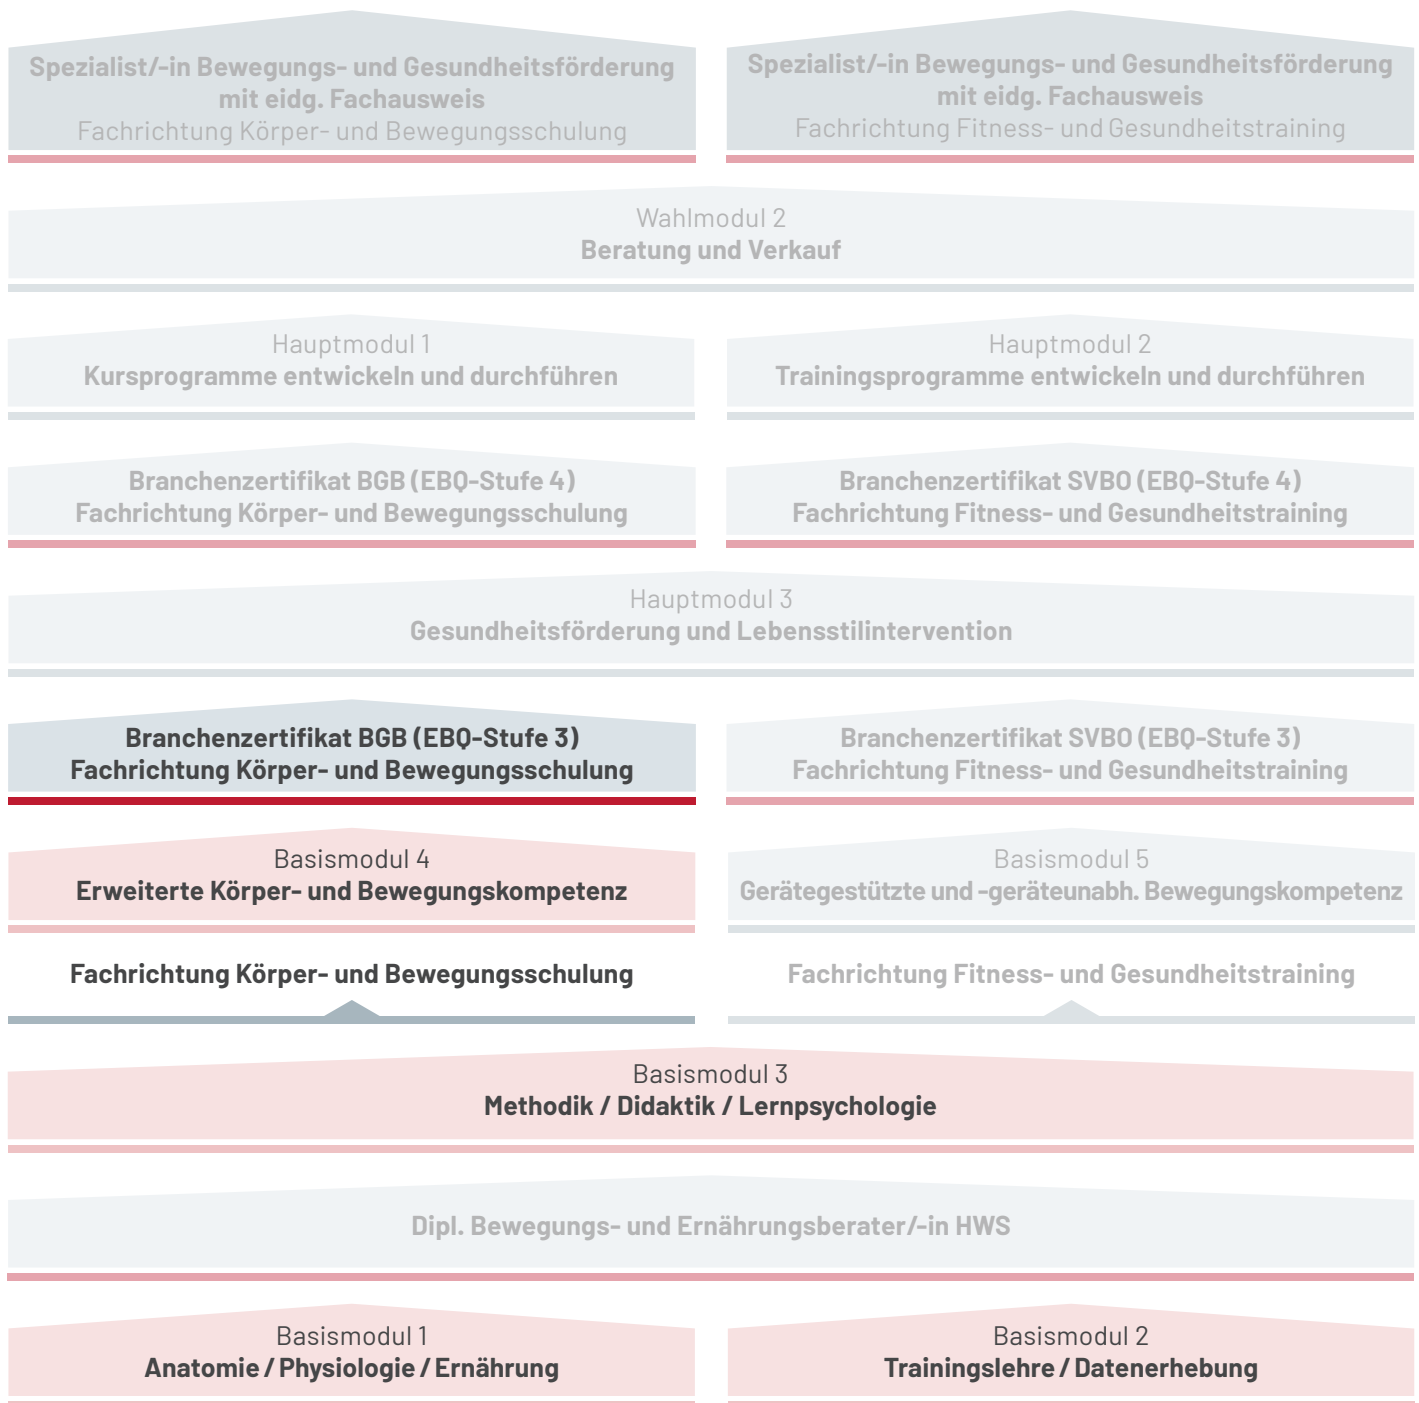 Spezialist/-in Bewegungs- und Gesundheitsförderung
mit eidg. Fachausweis
Fachrichtung Körper- und Bewegungsschulung
Spezialist/-in Bewegungs- und Gesundheitsförderung
mit eidg. Fachausweis
Fachrichtung Fitness- und Gesundheitstraining
Wahlmodul 2
Beratung und Verkauf
Hauptmodul 1
Kursprogramme entwickeln und durchführen
Hauptmodul 2
Trainingsprogramme entwickeln und durchführen
Branchenzertifikat BGB (EBQ-Stufe 4)
Fachrichtung Körper- und Bewegungsschulung
Branchenzertifikat SVBO (EBQ-Stufe 4)
Fachrichtung Fitness- und Gesundheitstraining
Hauptmodul 3
Gesundheitsförderung und Lebensstilintervention
Branchenzertifikat BGB (EBQ-Stufe 3)
Fachrichtung Körper- und Bewegungsschulung
Branchenzertifikat SVBO (EBQ-Stufe 3)
Fachrichtung Fitness- und Gesundheitstraining
Basismodul 4
Erweiterte Körper- und Bewegungskompetenz
Basismodul 5
Gerätegestützte und -geräteunabh. Bewegungskompetenz
Fachrichtung Körper- und Bewegungsschulung
Fachrichtung Fitness- und Gesundheitstraining
Basismodul 3
Methodik / Didaktik / Lernpsychologie
Dipl. Bewegungs- und Ernährungsberater/-in HWS
Basismodul 1
Anatomie / Physiologie / Ernährung
Basismodul 2
Trainingslehre / Datenerhebung